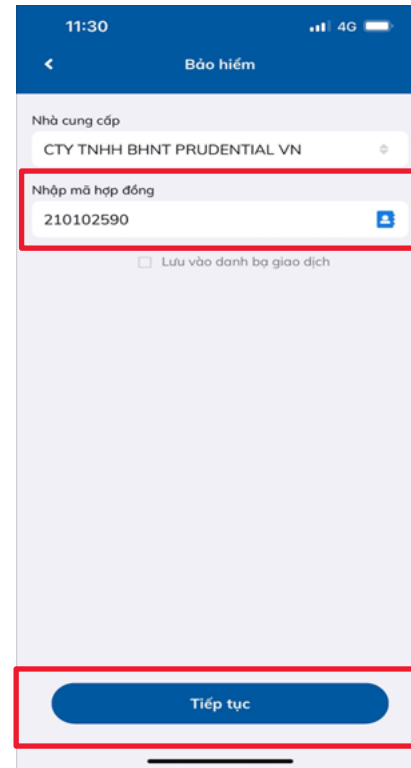 11:30 4G
Bảo hiểm
Nhà cung cấp
CTY TNHH BHNT PRUDENTIAL VN
Nhập mã hợp đồng
210102590
Lưu vào danh bạ giao dịch
Tiếp tục